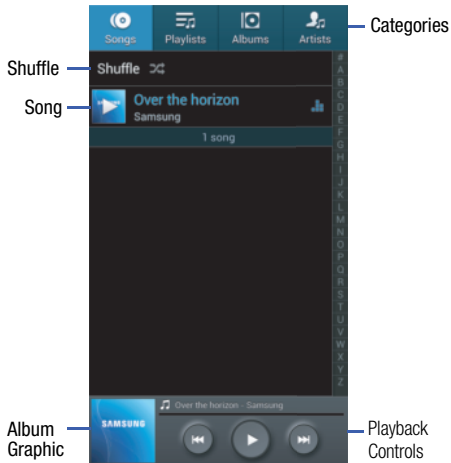 Songs Playlists Albums Artists
Categories
Shuffle
Shuffle
#
A
B
C
D
E
F
G
H
I
J
K
L
M
N
O
P
Q
R
S
T
U
V
W
X
Y
Z
Song
Over the horizon
Samsung
1 song
Over the horizon - Samsung
SAMSUNG
Album
Graphic
Playback
Controls